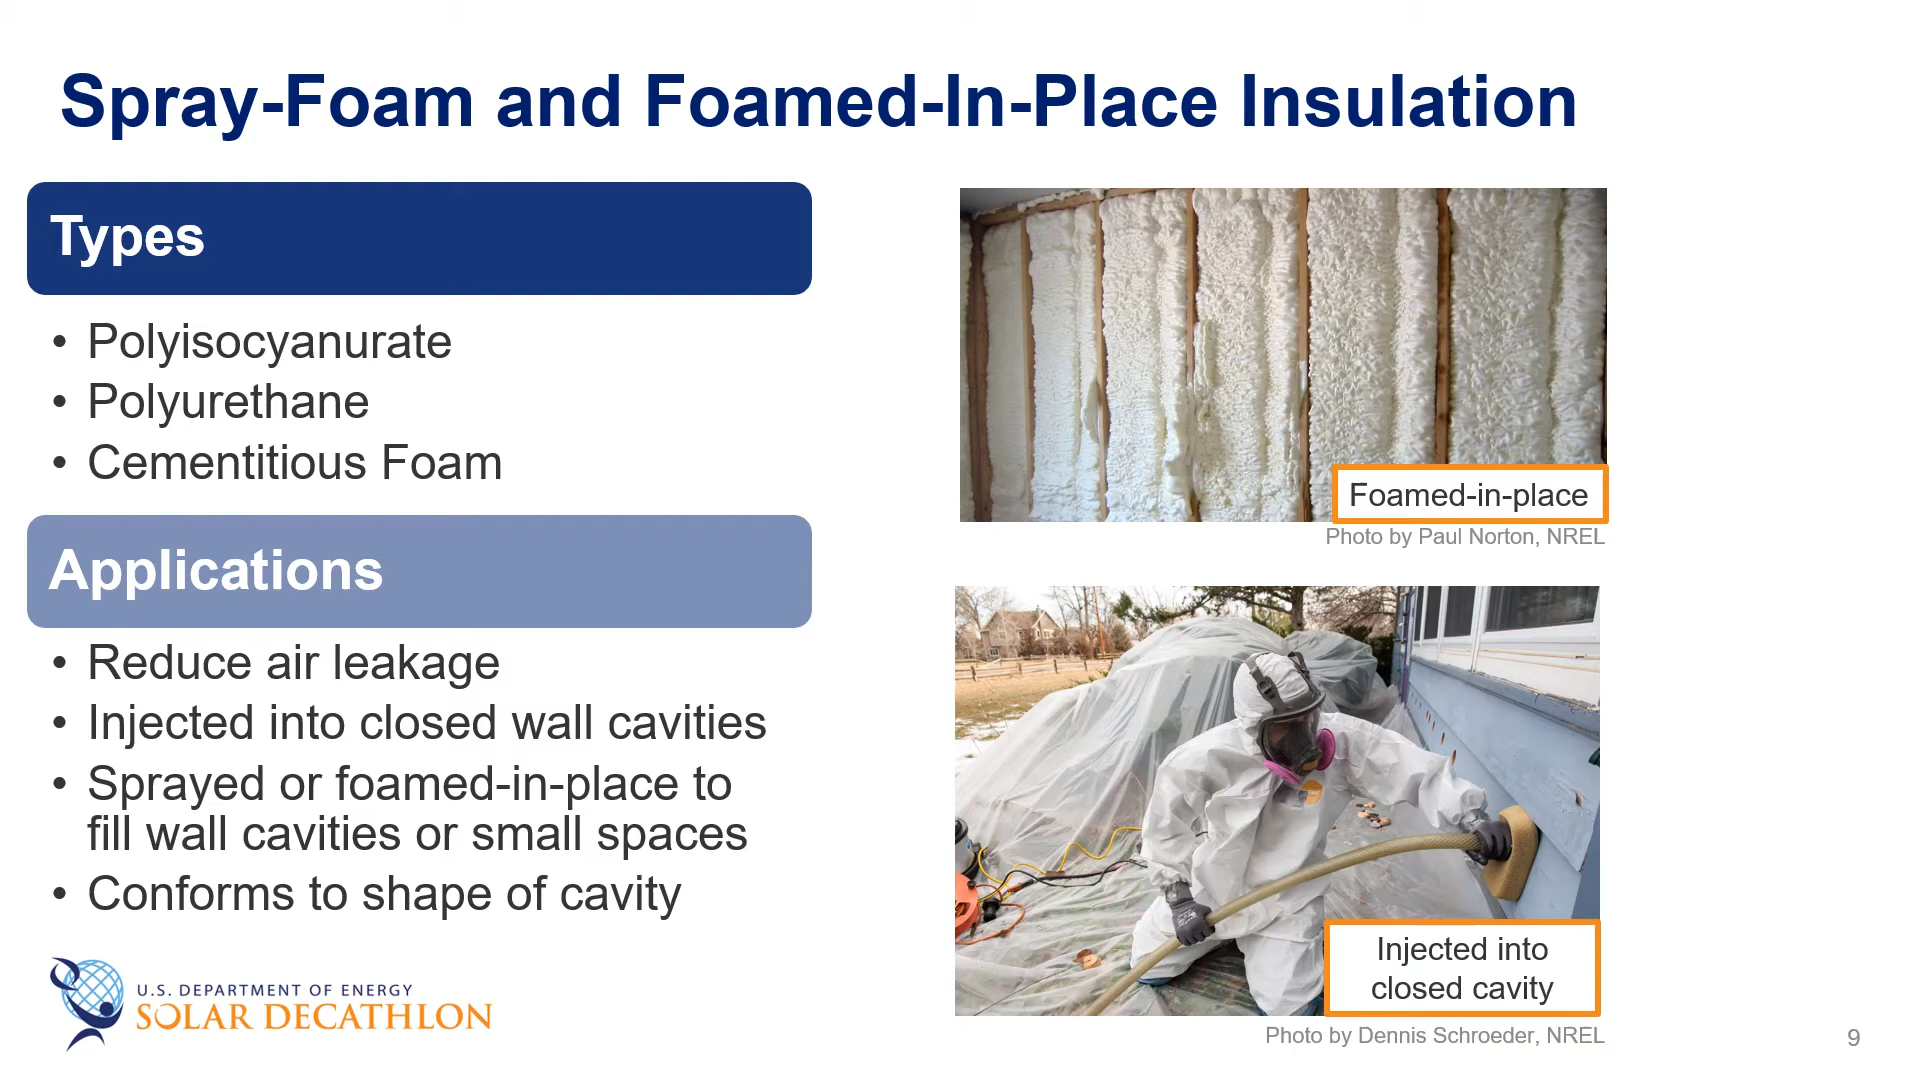 Spray-Foam and Foamed-In-Place Insulation
Types
• Polyisocyanurate
• Polyurethane
• Cementitious Foam
Applications
• Reduce air leakage
• Injected into closed wall cavities
• Sprayed or foamed-in-place to
fill wall cavities or small spaces
• Conforms to shape of cavity
Foamed-in-place
Photo by Paul Norton, NREL
Injected into
closed cavity
Photo by Dennis Schroeder, NREL
U.S. DEPARTMENT OF ENERGY
SOLAR DECATHLON
9